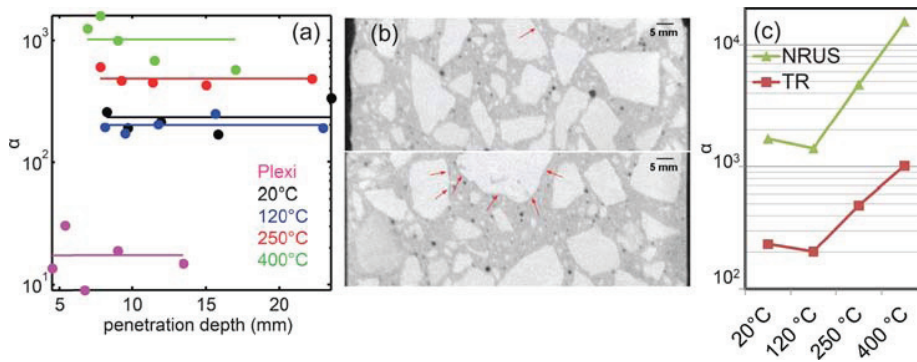 (a)
10³
10²
10¹
α
Plexi
20°C
120°C
250°C
400°C
5
10
15
20
penetration depth (mm)
(b)
5 mm
5 mm
(c)
10⁴
10³
10²
α
NRUS
TR
20°C
120°C
250°C
400°C